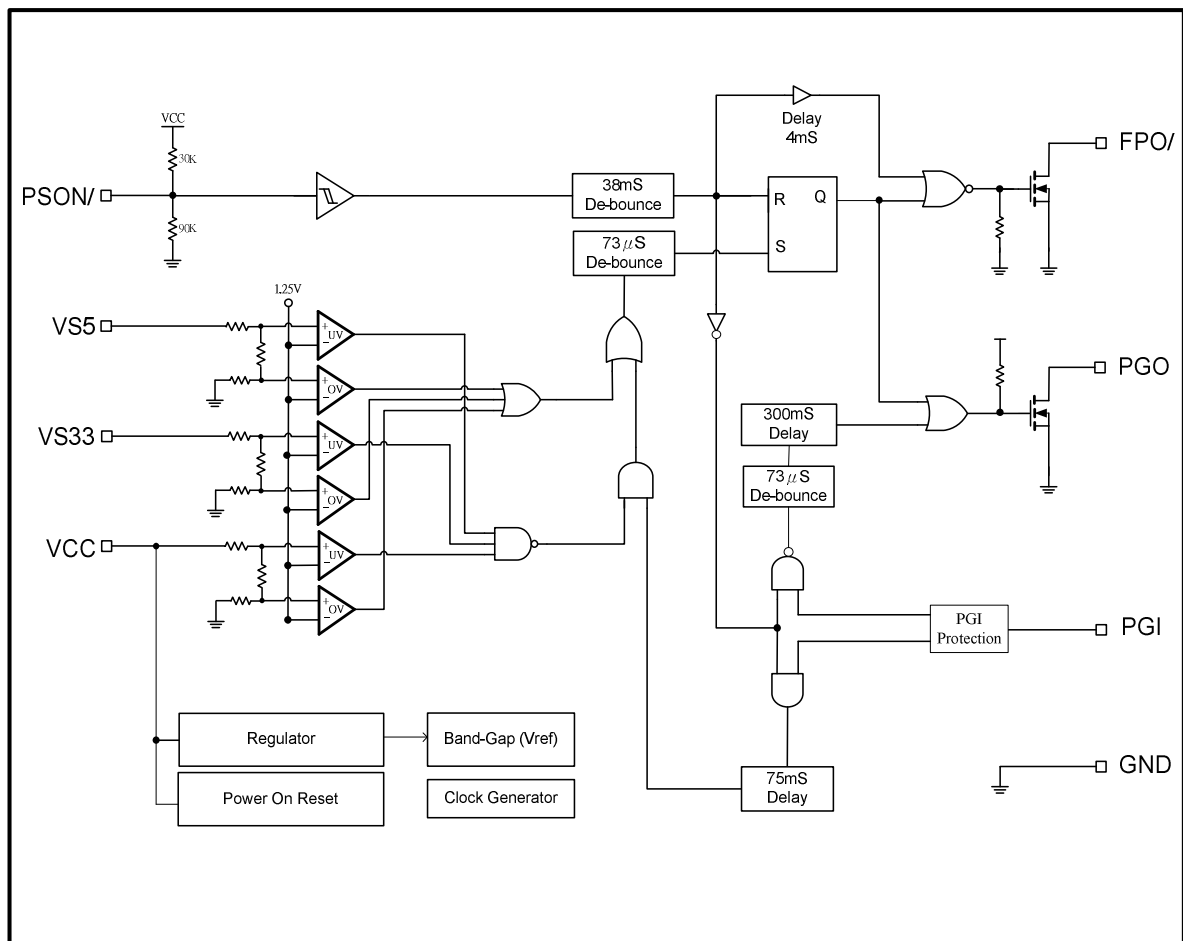 VCC
30K
PSON/
90K
38mS
De-bounce
73μS
De-bounce
Delay
4mS
R
Q
S
FPO/
1.25V
VS5
+
UV
−
+
OV
−
VS33
+
UV
−
+
OV
−
VCC
+
UV
−
+
OV
−
PGO
300mS
Delay
73μS
De-bounce
PGI
Protection
PGI
Regulator
Band-Gap (Vref)
Power On Reset
Clock Generator
75mS
Delay
GND